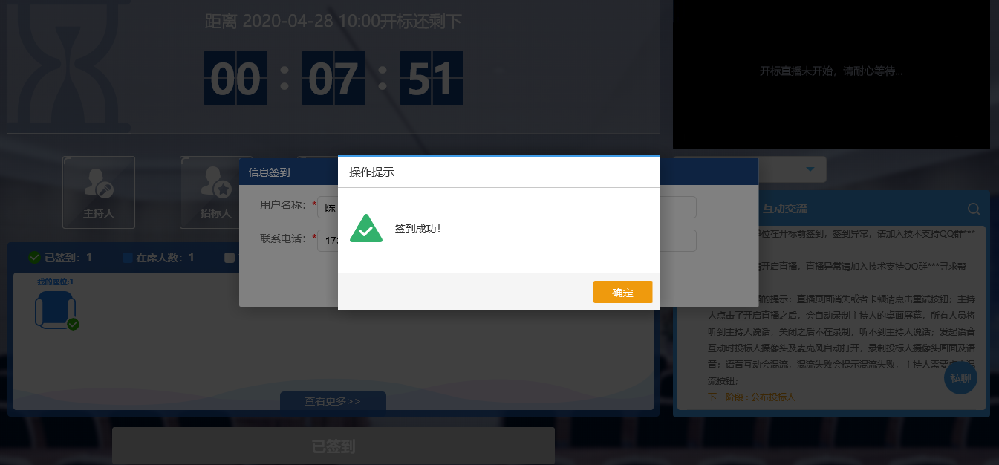 距离 2020-04-28 10:00开标还剩下
00 : 07 : 51
开标直播未开始，请耐心等待...
主持人
招标人
信息签到
操作提示
用户名称：*
陈
签到成功！
联系电话：*
确定
互动交流
已签到：1
在席人数：1
我的座位:1
位在开标前签到，签到异常，请加入技术支持QQ群***
开启直播，直播异常请加入技术支持QQ群***寻求帮
的提示：直播页面消失或者卡顿请点击重试按钮；主持
人点击了开启直播之后，会自动录制主持人的桌面屏幕，所有人员将
听到主持人说话，关闭之后不在录制，听不到主持人说话；发起语音
互动时投标人摄像头及麦克风自动打开，录制投标人摄像头画面及语
音；语音互动会混流，混流失败会提示混流失败，主持人需要
流按钮；
私聊
下一阶段：公布投标人
查看更多>>
已签到